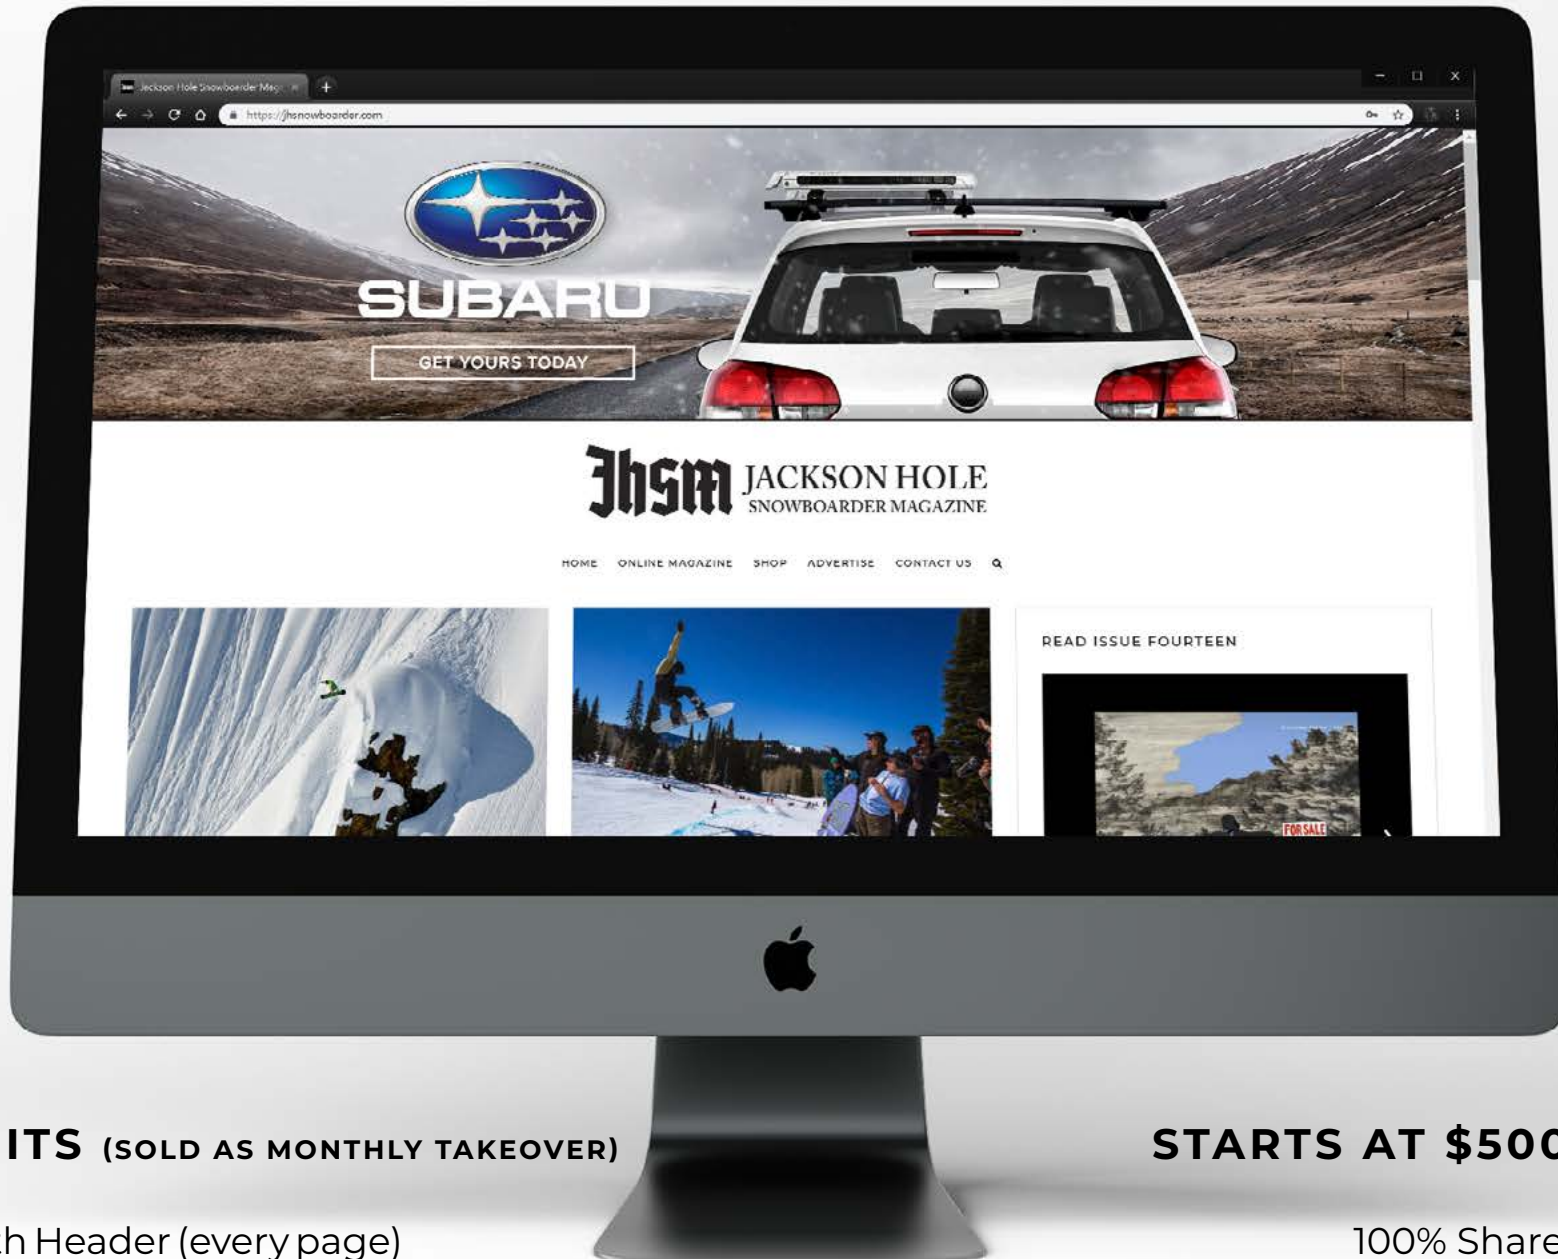 Jackson Hole Snowboarder Mag
https://jhsnowboarder.com
SUBARU
GET YOURS TODAY
Jhsm JACKSON HOLE
SNOWBOARDER MAGAZINE
HOME ONLINE MAGAZINE SHOP ADVERTISE CONTACT US
READ ISSUE FOURTEEN
FOR SALE
ITS (SOLD AS MONTHLY TAKEOVER)
STARTS AT $500
th Header (every page)
100% Share